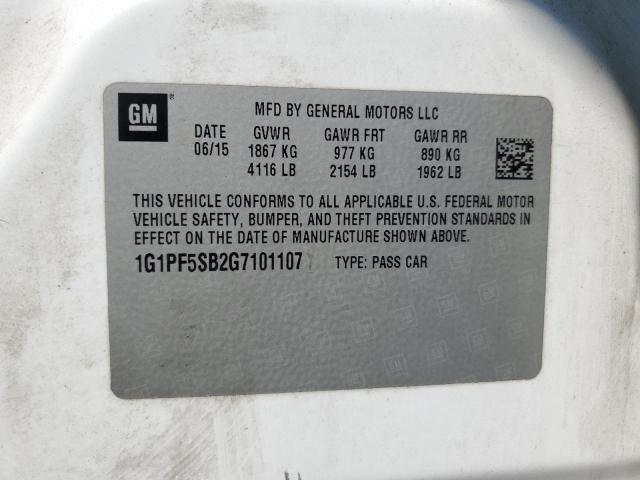 GM ®
MFD BY GENERAL MOTORS LLC
DATE GVWR GAWR FRT GAWR RR
06/15 1867 KG 977 KG 890 KG
4116 LB 2154 LB 1962 LB
THIS VEHICLE CONFORMS TO ALL APPLICABLE U.S. FEDERAL MOTOR
VEHICLE SAFETY, BUMPER, AND THEFT PREVENTION STANDARDS IN
EFFECT ON THE DATE OF MANUFACTURE SHOWN ABOVE.
1G1PF5SB2G7101107 TYPE: PASS CAR